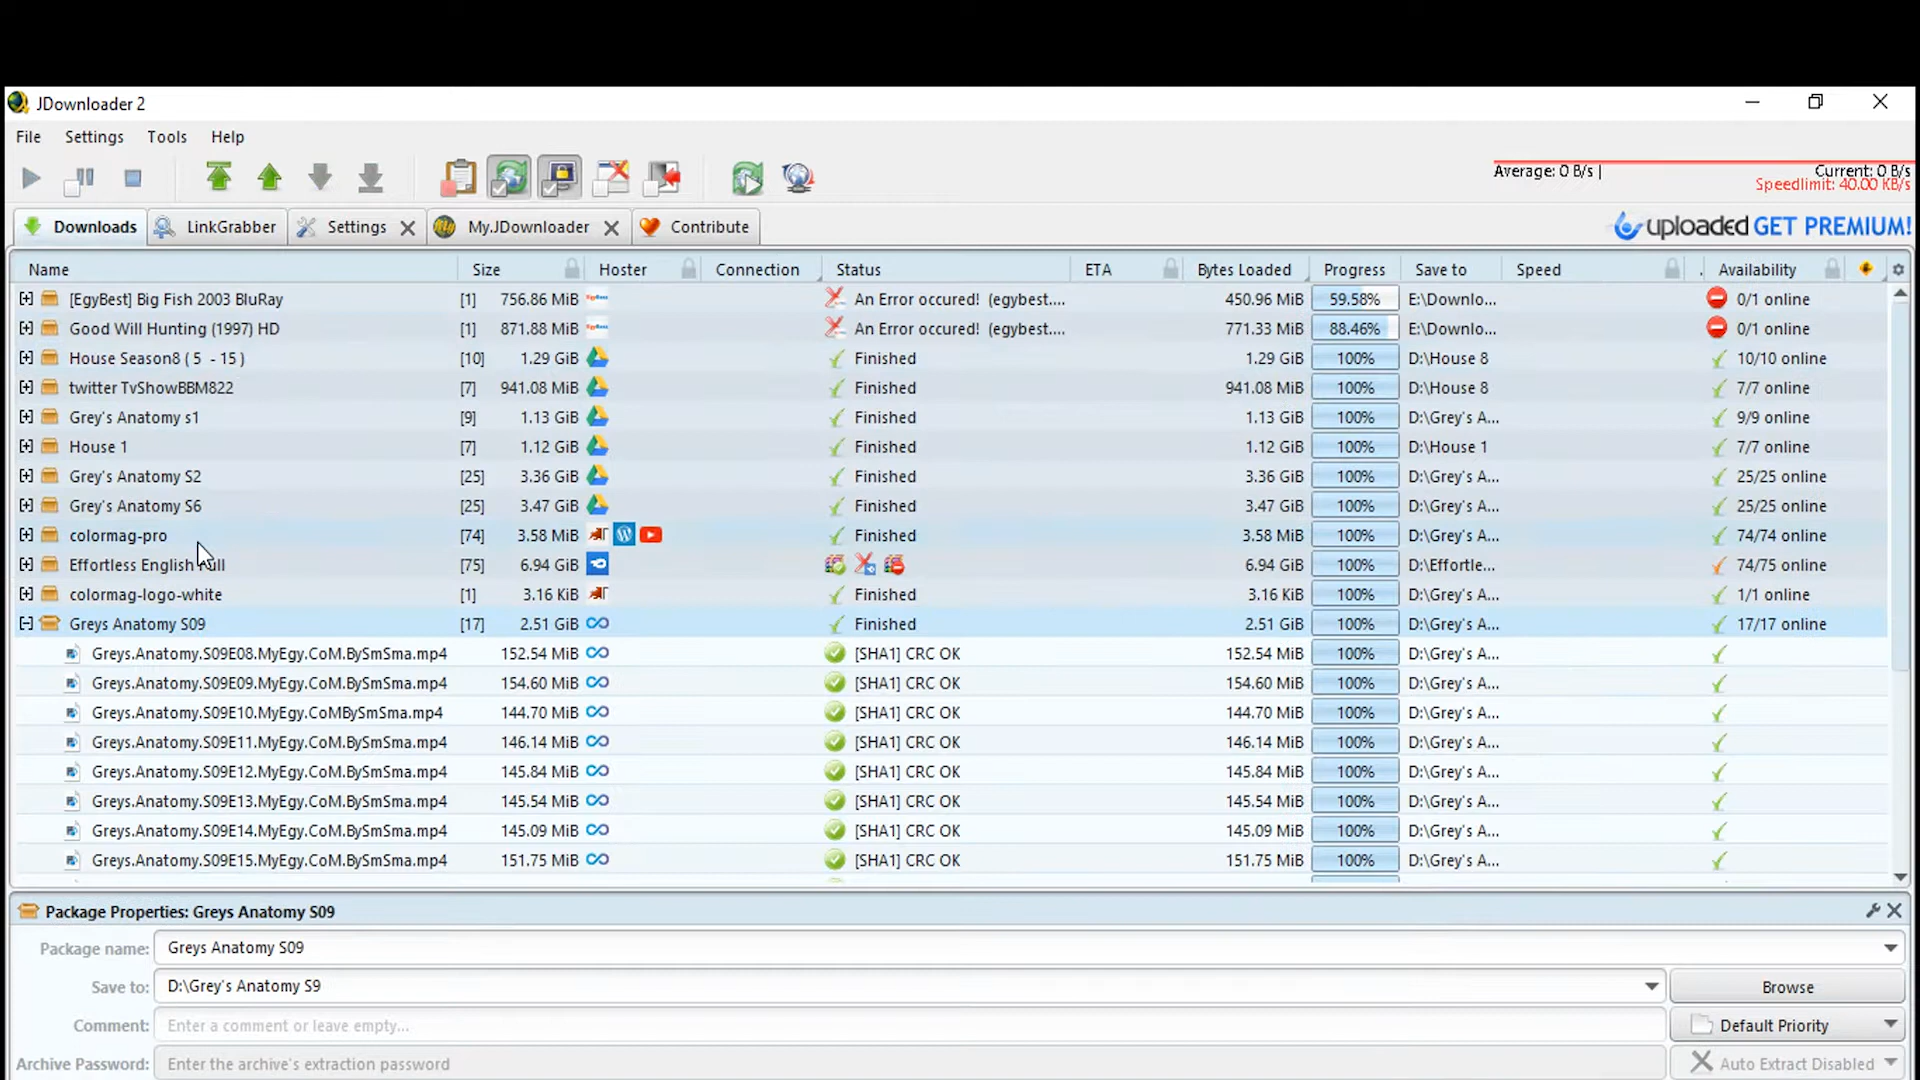 JDownloader 2
File Settings Tools Help
Average: 0 B/s | Current: 0 B/s
Speedlimit: 40.00 KB/s
Downloads LinkGrabber Settings My.JDownloader Contribute uploaded GET PREMIUM!
Name Size Hoster Connection Status ETA Bytes Loaded Progress Save to Speed . Availability
[EgyBest] Big Fish 2003 BluRay [1] 756.86 MiB An Error occured! (egybest.... 450.96 MiB 59.58% E:\Downlo... 0/1 online
Good Will Hunting (1997) HD [1] 871.88 MiB An Error occured! (egybest.... 771.33 MiB 88.46% E:\Downlo... 0/1 online
House Season8 ( 5 - 15 ) [10] 1.29 GiB Finished 1.29 GiB 100% D:\House 8 10/10 online
twitter TvShowBBM822 [7] 941.08 MiB Finished 941.08 MiB 100% D:\House 8 7/7 online
Grey's Anatomy s1 [9] 1.13 GiB Finished 1.13 GiB 100% D:\Grey's A... 9/9 online
House 1 [7] 1.12 GiB Finished 1.12 GiB 100% D:\House 1 7/7 online
Grey's Anatomy S2 [25] 3.36 GiB Finished 3.36 GiB 100% D:\Grey's A... 25/25 online
Grey's Anatomy S6 [25] 3.47 GiB Finished 3.47 GiB 100% D:\Grey's A... 25/25 online
colormag-pro [74] 3.58 MiB Finished 3.58 MiB 100% D:\Grey's A... 74/74 online
Effortless English [75] 6.94 GiB 6.94 GiB 100% D:\Effortle... 74/75 online
colormag-logo-white [1] 3.16 KiB Finished 3.16 KiB 100% D:\Grey's A... 1/1 online
Greys Anatomy S09 [17] 2.51 GiB Finished 2.51 GiB 100% D:\Grey's A... 17/17 online
Greys.Anatomy.S09E08.MyEgy.CoM.BySmSma.mp4 152.54 MiB [SHA1] CRC OK 152.54 MiB 100% D:\Grey's A...
Greys.Anatomy.S09E09.MyEgy.CoM.BySmSma.mp4 154.60 MiB [SHA1] CRC OK 154.60 MiB 100% D:\Grey's A...
Greys.Anatomy.S09E10.MyEgy.CoMBySmSma.mp4 144.70 MiB [SHA1] CRC OK 144.70 MiB 100% D:\Grey's A...
Greys.Anatomy.S09E11.MyEgy.CoM.BySmSma.mp4 146.14 MiB [SHA1] CRC OK 146.14 MiB 100% D:\Grey's A...
Greys.Anatomy.S09E12.MyEgy.CoM.BySmSma.mp4 145.84 MiB [SHA1] CRC OK 145.84 MiB 100% D:\Grey's A...
Greys.Anatomy.S09E13.MyEgy.CoM.BySmSma.mp4 145.54 MiB [SHA1] CRC OK 145.54 MiB 100% D:\Grey's A...
Greys.Anatomy.S09E14.MyEgy.CoM.BySmSma.mp4 145.09 MiB [SHA1] CRC OK 145.09 MiB 100% D:\Grey's A...
Greys.Anatomy.S09E15.MyEgy.CoM.BySmSma.mp4 151.75 MiB [SHA1] CRC OK 151.75 MiB 100% D:\Grey's A...
Package Properties: Greys Anatomy S09
Package name: Greys Anatomy S09
Save to: D:\Grey's Anatomy S9 Browse
Comment: Enter a comment or leave empty... Default Priority
Archive Password: Enter the archive's extraction password Auto Extract Disabled